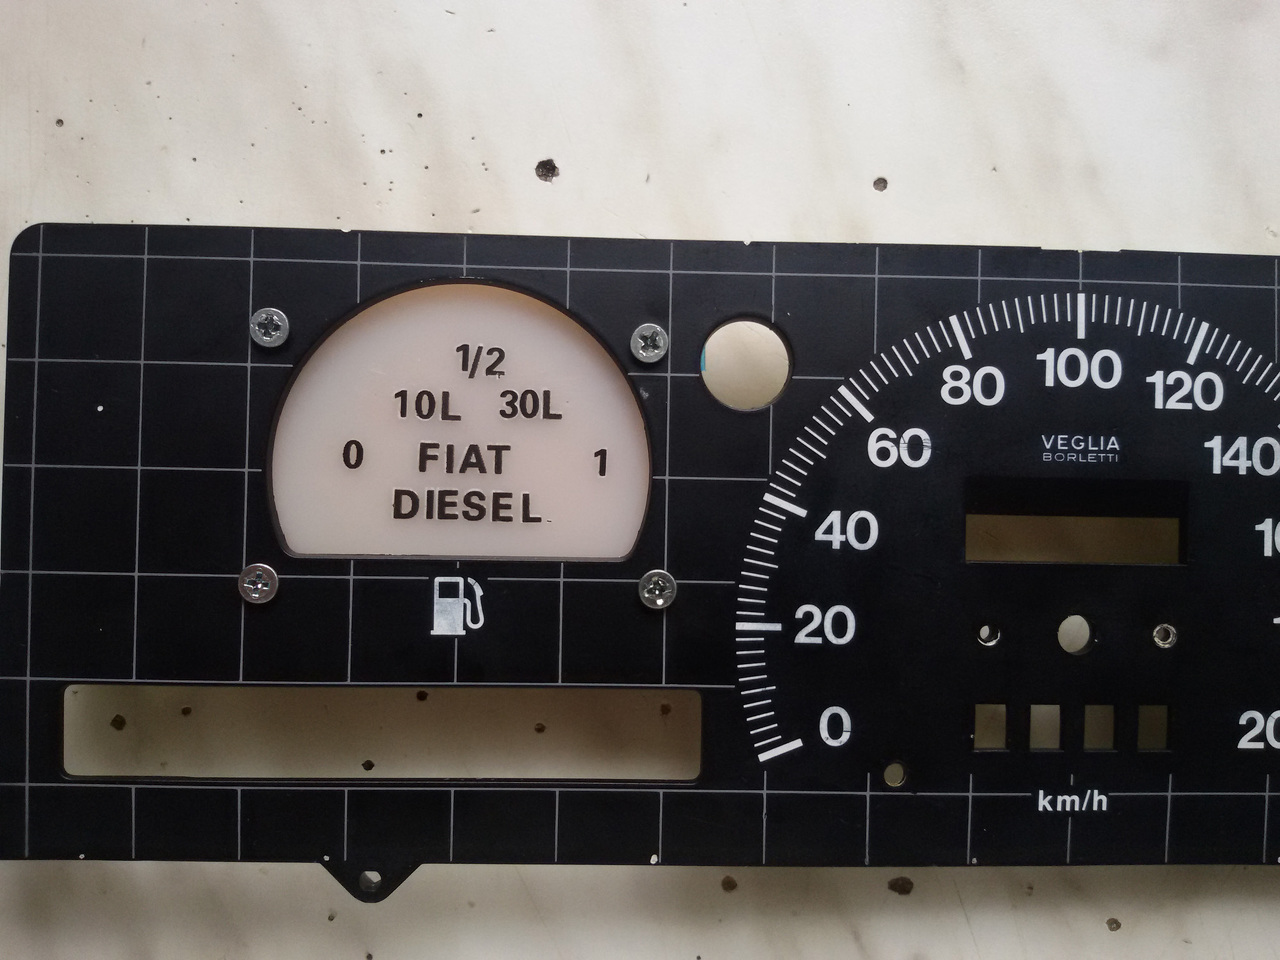 1/2
10L 30L
0 FIAT 1
DIESEL
0
20
40
60
80
100
120
140
VEGLIA
BORLETTI
km/h